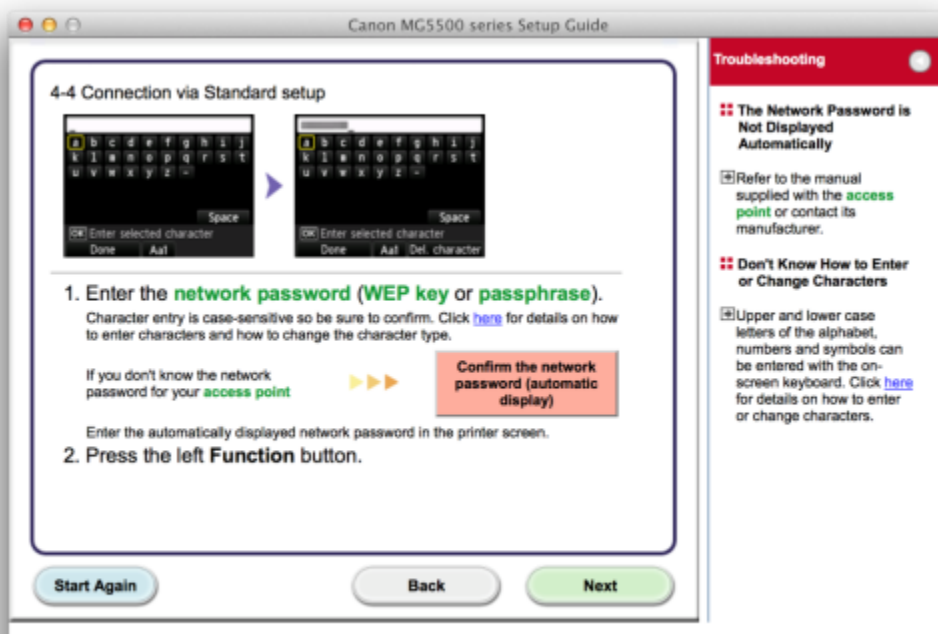 Canon MG5500 series Setup Guide
4-4 Connection via Standard setup
a b c d e f g h i j
k l m n o p q r s t
u v w x y z -
Space
OK Enter selected character
Done Aa1
a b c d e f g h i j
k l m n o p q r s t
u v w x y z -
Space
OK Enter selected character
Done Aa1 Del. character
1. Enter the network password (WEP key or passphrase).
Character entry is case-sensitive so be sure to confirm. Click here for details on how
to enter characters and how to change the character type.
If you don't know the network
password for your access point
Confirm the network
password (automatic
display)
Enter the automatically displayed network password in the printer screen.
2. Press the left Function button.
Start Again
Back
Next
Troubleshooting
The Network Password is
Not Displayed
Automatically
Refer to the manual
supplied with the access
point or contact its
manufacturer.
Don't Know How to Enter
or Change Characters
Upper and lower case
letters of the alphabet,
numbers and symbols can
be entered with the on-
screen keyboard. Click here
for details on how to enter
or change characters.